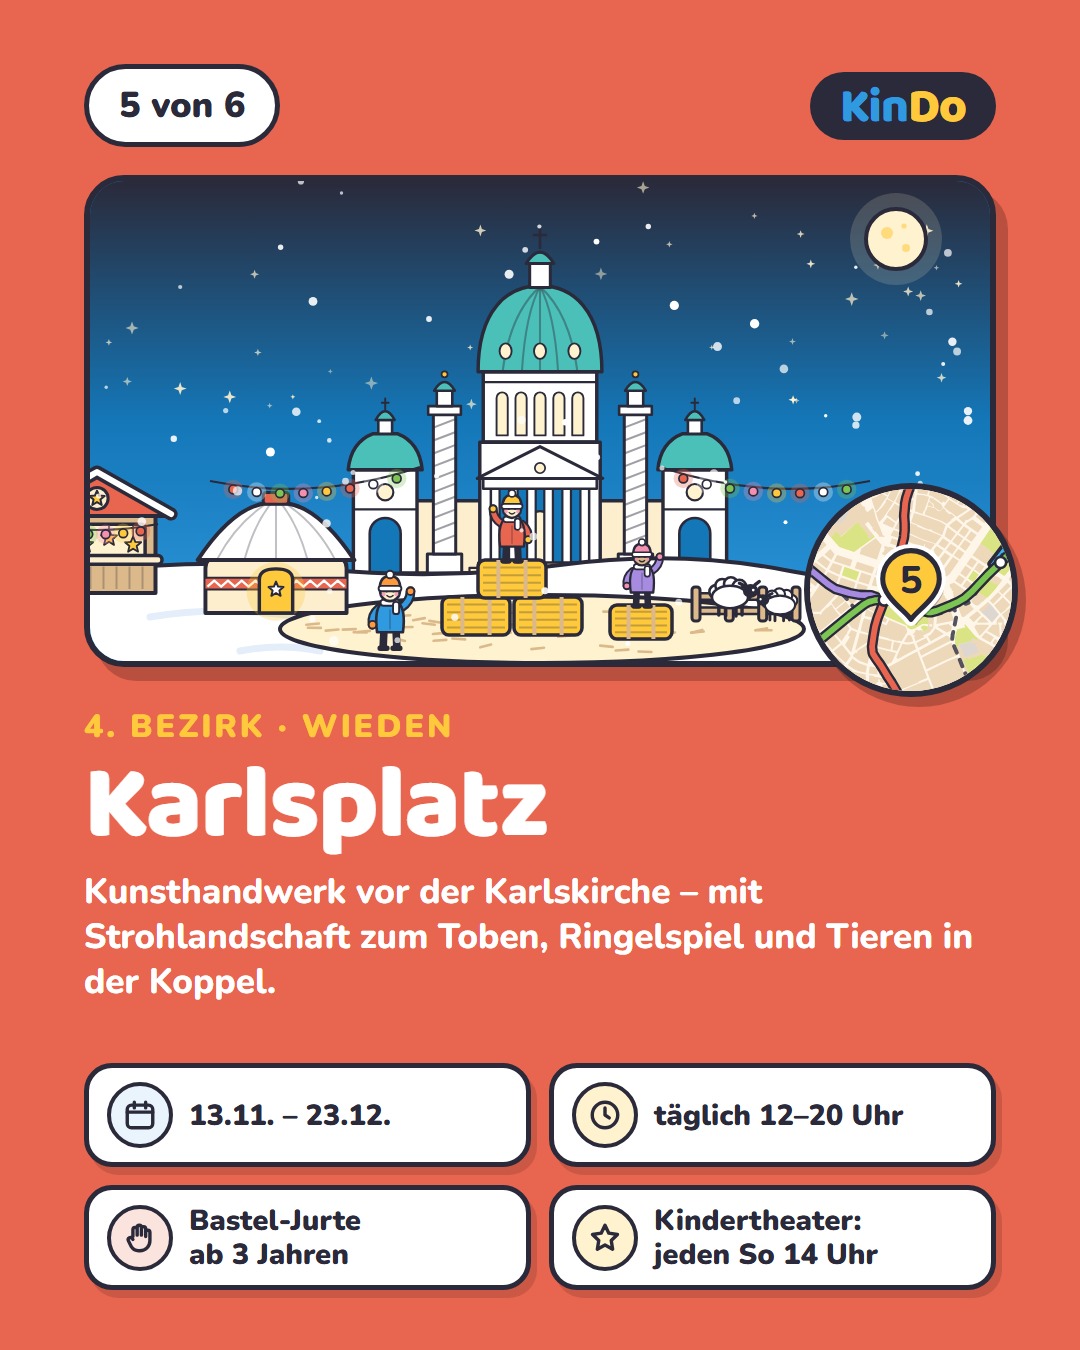 5 von 6
KinDo
5
4. BEZIRK · WIEDEN
Karlsplatz
Kunsthandwerk vor der Karlskirche – mit
Strohlandschaft zum Toben, Ringelspiel und Tieren in
der Koppel.
13.11. – 23.12.
täglich 12–20 Uhr
Bastel-Jurte
ab 3 Jahren
Kindertheater:
jeden So 14 Uhr